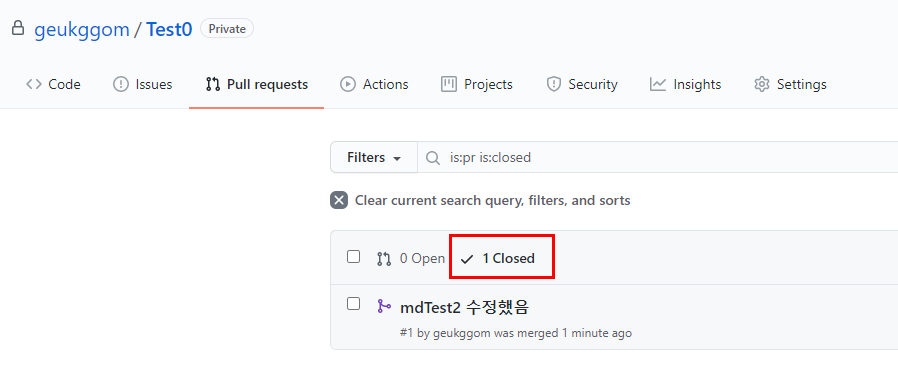 geukggom / Test0 Private
Code Issues Pull requests Actions Projects Security Insights Settings
Filters is:pr is:closed
Clear current search query, filters, and sorts
0 Open 1 Closed
mdTest2 수정했음
#1 by geukggom was merged 1 minute ago